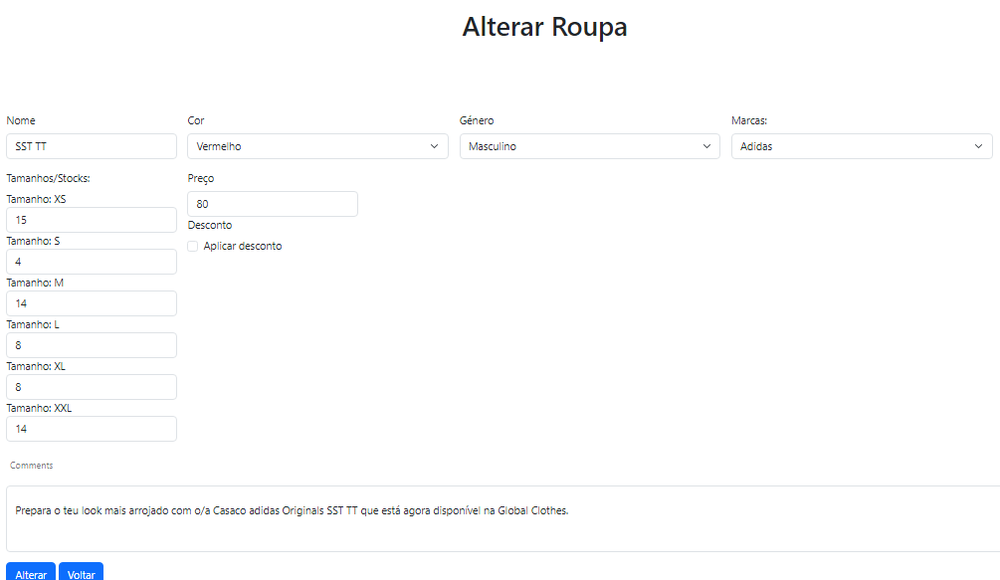 Alterar Roupa
Nome Cor Género Marcas:
SST TT Vermelho Masculino Adidas
Tamanhos/Stocks: Preço
Tamanho: XS
80
15
Desconto
Tamanho: S
Aplicar desconto
4
Tamanho: M
14
Tamanho: L
8
Tamanho: XL
8
Tamanho: XXL
14
Comments
Prepara o teu look mais arrojado com o/a Casaco adidas Originals SST TT que está agora disponível na Global Clothes.
Alterar Voltar